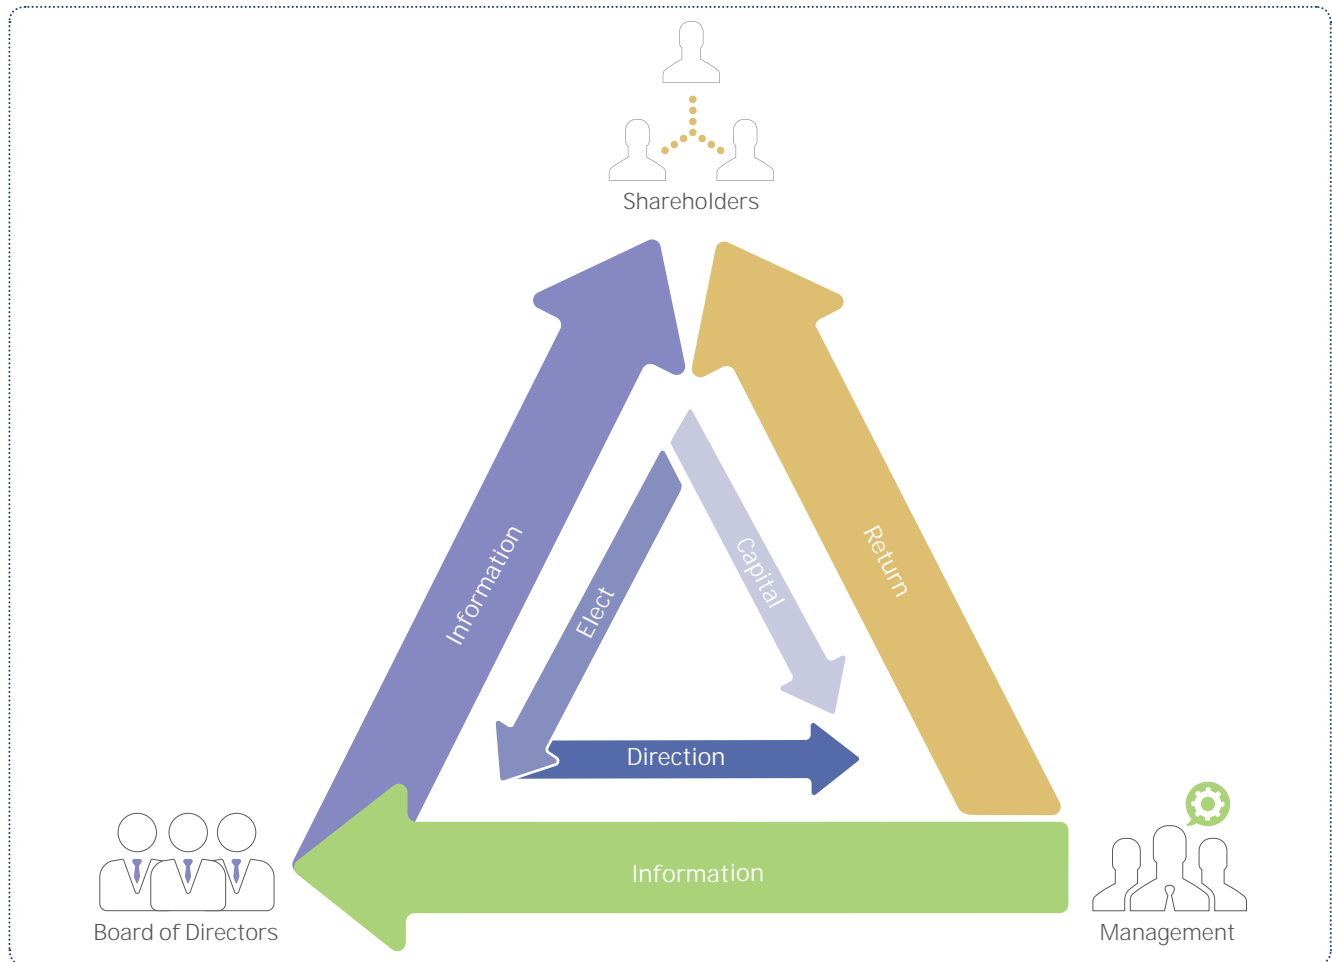 Shareholders
Information
Elect
Capital
Return
Direction
Information
Board of Directors
Management